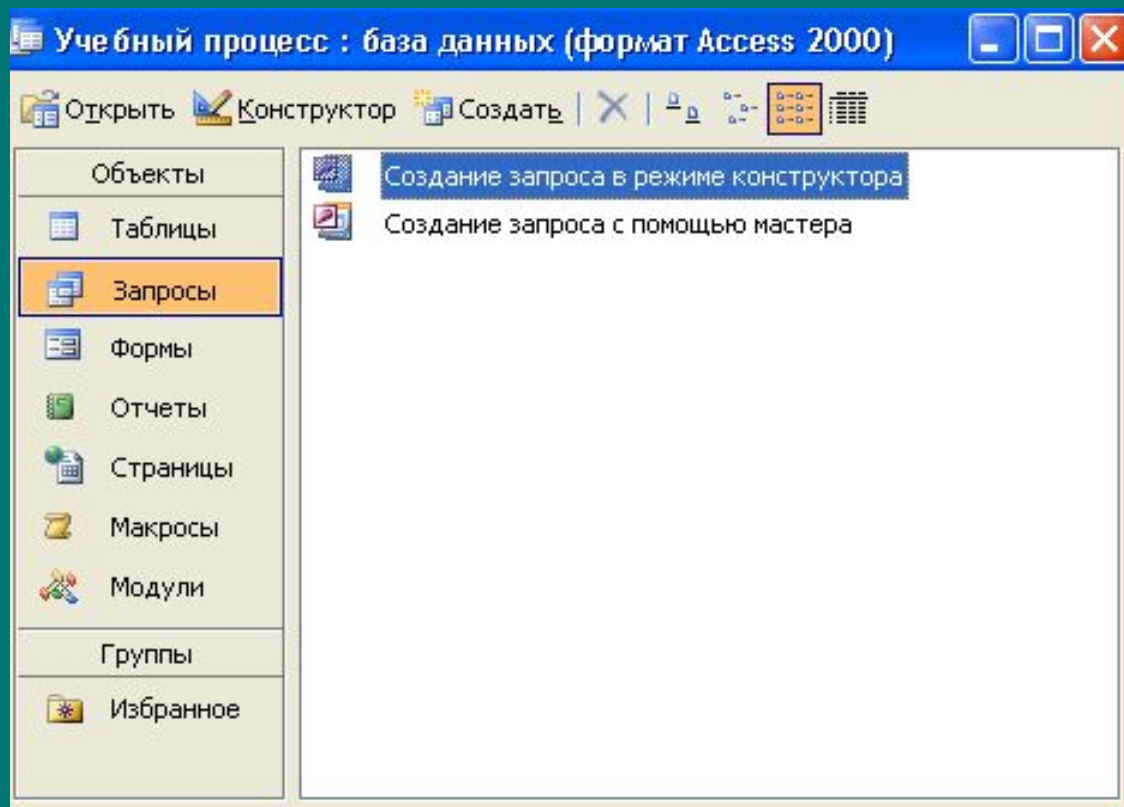 Учебный процесс : база данных (формат Access 2000)
Открыть Конструктор Создать
Объекты
Таблицы
Запросы
Формы
Отчеты
Страницы
Макросы
Модули
Группы
Избранное
Создание запроса в режиме конструктора
Создание запроса с помощью мастера